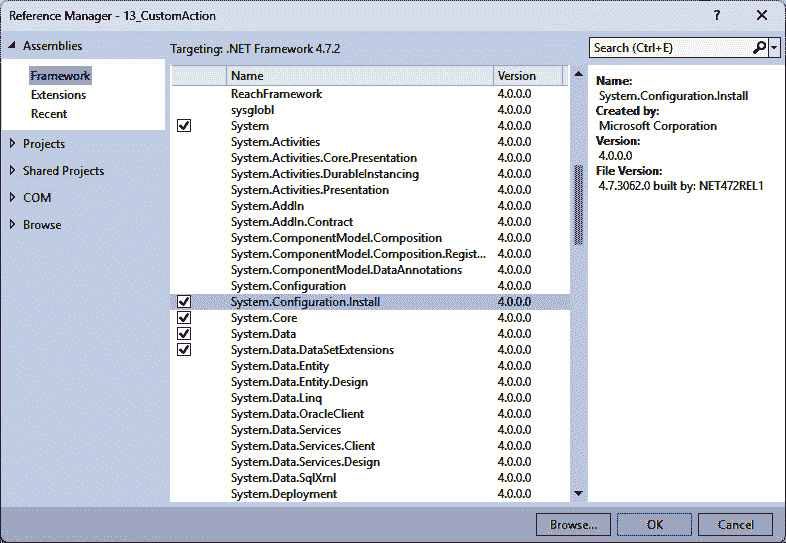 Reference Manager - 13_CustomAction
? ✕
Assemblies
Framework
Extensions
Recent
Projects
Shared Projects
COM
Browse
Targeting: .NET Framework 4.7.2
Name Version
ReachFramework 4.0.0.0
sysglobl 4.0.0.0
System 4.0.0.0
System.Activities 4.0.0.0
System.Activities.Core.Presentation 4.0.0.0
System.Activities.DurableInstancing 4.0.0.0
System.Activities.Presentation 4.0.0.0
System.AddIn 4.0.0.0
System.AddIn.Contract 4.0.0.0
System.ComponentModel.Composition 4.0.0.0
System.ComponentModel.Composition.Regist... 4.0.0.0
System.ComponentModel.DataAnnotations 4.0.0.0
System.Configuration 4.0.0.0
System.Configuration.Install 4.0.0.0
System.Core 4.0.0.0
System.Data 4.0.0.0
System.Data.DataSetExtensions 4.0.0.0
System.Data.Entity 4.0.0.0
System.Data.Entity.Design 4.0.0.0
System.Data.Linq 4.0.0.0
System.Data.OracleClient 4.0.0.0
System.Data.Services 4.0.0.0
System.Data.Services.Client 4.0.0.0
System.Data.Services.Design 4.0.0.0
System.Data.SqlXml 4.0.0.0
System.Deployment 4.0.0.0
Search (Ctrl+E)
Name:
System.Configuration.Install
Created by:
Microsoft Corporation
Version:
4.0.0.0
File Version:
4.7.3062.0 built by: NET472REL1
Browse... OK Cancel